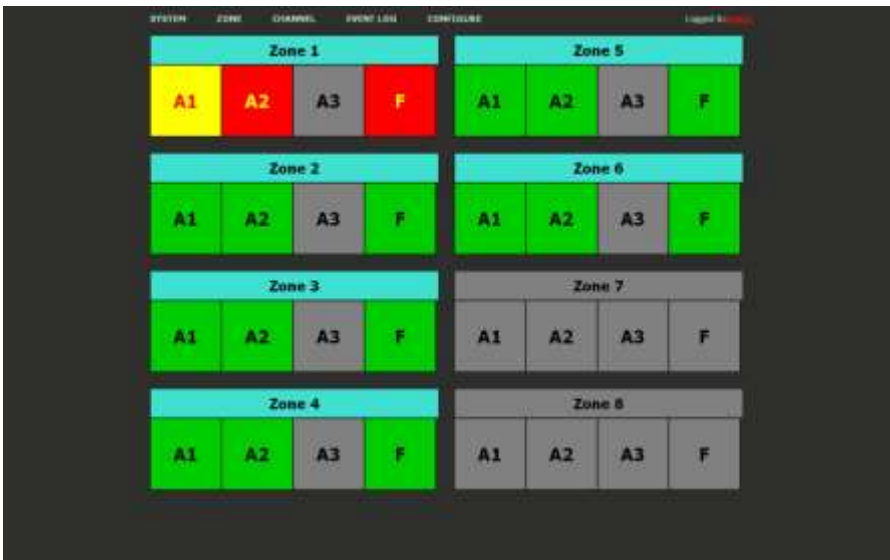 SYSTEM ZONE CHANNEL EVENT LOG CONFIGURE
Zone 1
A1 A2 A3 F
Zone 5
A1 A2 A3 F
Zone 2
A1 A2 A3 F
Zone 6
A1 A2 A3 F
Zone 3
A1 A2 A3 F
Zone 7
A1 A2 A3 F
Zone 4
A1 A2 A3 F
Zone 8
A1 A2 A3 F